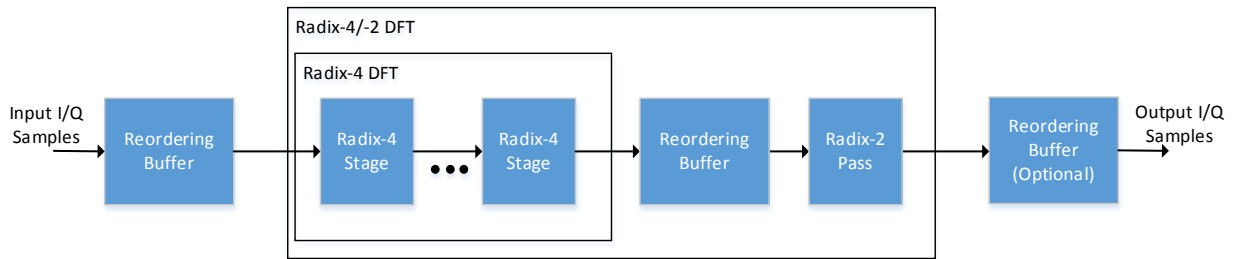 Radix-4/-2 DFT
Radix-4 DFT
Input I/Q
Samples
Reordering
Buffer
Radix-4
Stage
Radix-4
Stage
Reordering
Buffer
Radix-2
Pass
Reordering
Buffer
(Optional)
Output I/Q
Samples